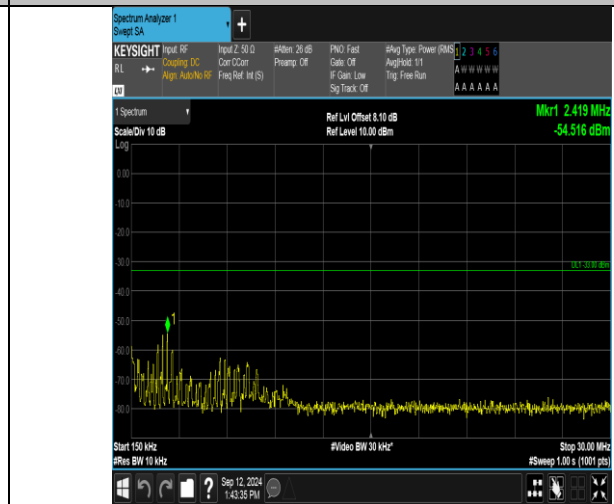 Spectrum Analyzer 1
Swept SA
+
KEYSIGHT Input: RF Input Z: 50 Ω #Atten: 26 dB PNO: Fast #Avg Type: Power (RMS 1 2 3 4 5 6
RL Coupling: DC Corr CCorr Preamp: Off Gate: Off Avg|Hold: 1/1 A W W W W W
Align: Auto/No RF Freq Ref: Int (S) IF Gain: Low Trig: Free Run
Sig Track: Off A A A A A A
1 Spectrum Ref Lvl Offset 8.10 dB Mkr1 2.419 MHz
Scale/Div 10 dB Ref Level 10.00 dBm -54.516 dBm
Log
0.00
-10.0
-20.0
-30.0 DL1 -33.00 dBm
-40.0
-50.0 1
-60.0
-70.0
-80.0
Start 150 kHz #Video BW 30 kHz* Stop 30.00 MHz
#Res BW 10 kHz #Sweep 1.00 s (1001 pts)
? Sep 12, 2024
1:43:35 PM